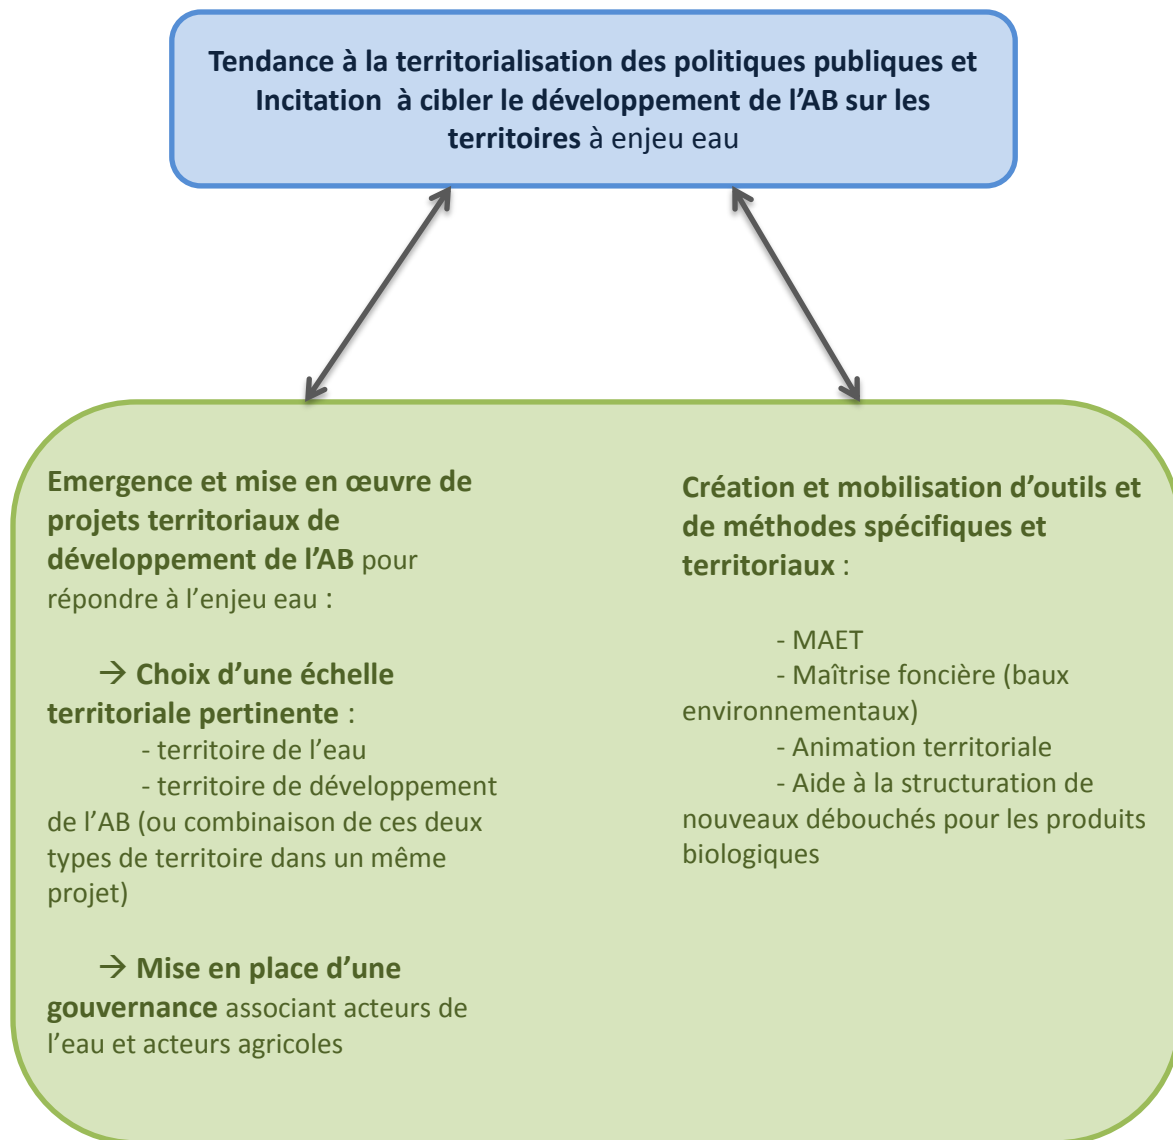 Tendance à la territorialisation des politiques publiques et
Incitation à cibler le développement de l'AB sur les
territoires à enjeu eau
Emergence et mise en œuvre de
projets territoriaux de
développement de l'AB pour
répondre à l'enjeu eau :
→ Choix d'une échelle
territoriale pertinente :
- territoire de l'eau
- territoire de développement
de l'AB (ou combinaison de ces deux
types de territoire dans un même
projet)
→ Mise en place d'une
gouvernance associant acteurs de
l'eau et acteurs agricoles
Création et mobilisation d'outils et
de méthodes spécifiques et
territoriaux :
- MAET
- Maîtrise foncière (baux
environnementaux)
- Animation territoriale
- Aide à la structuration de
nouveaux débouchés pour les produits
biologiques